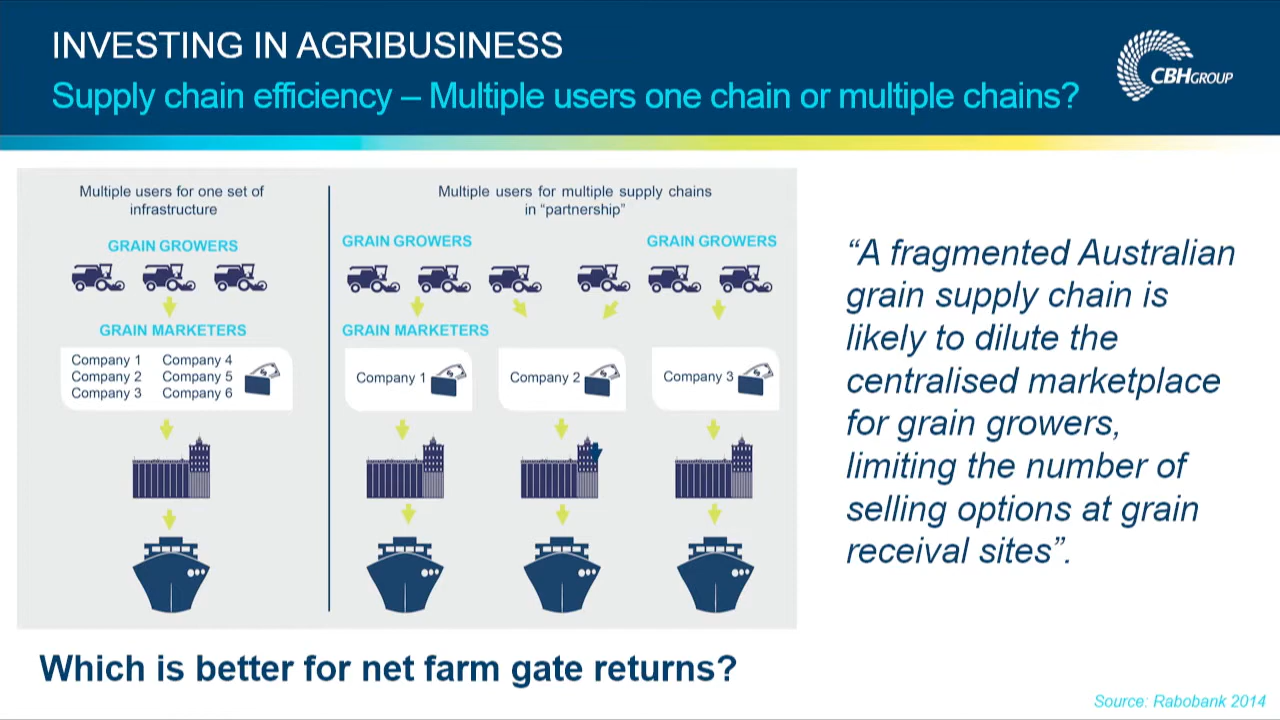 INVESTING IN AGRIBUSINESS
Supply chain efficiency – Multiple users one chain or multiple chains?
CBHGROUP
Multiple users for one set of
infrastructure
GRAIN GROWERS
GRAIN MARKETERS
Company 1 Company 4
Company 2 Company 5
Company 3 Company 6
Multiple users for multiple supply chains
in “partnership”
GRAIN GROWERS GRAIN GROWERS
GRAIN MARKETERS
Company 1 Company 2 Company 3
“A fragmented Australian
grain supply chain is
likely to dilute the
centralised marketplace
for grain growers,
limiting the number of
selling options at grain
receival sites”.
Which is better for net farm gate returns?
Source: Rabobank 2014